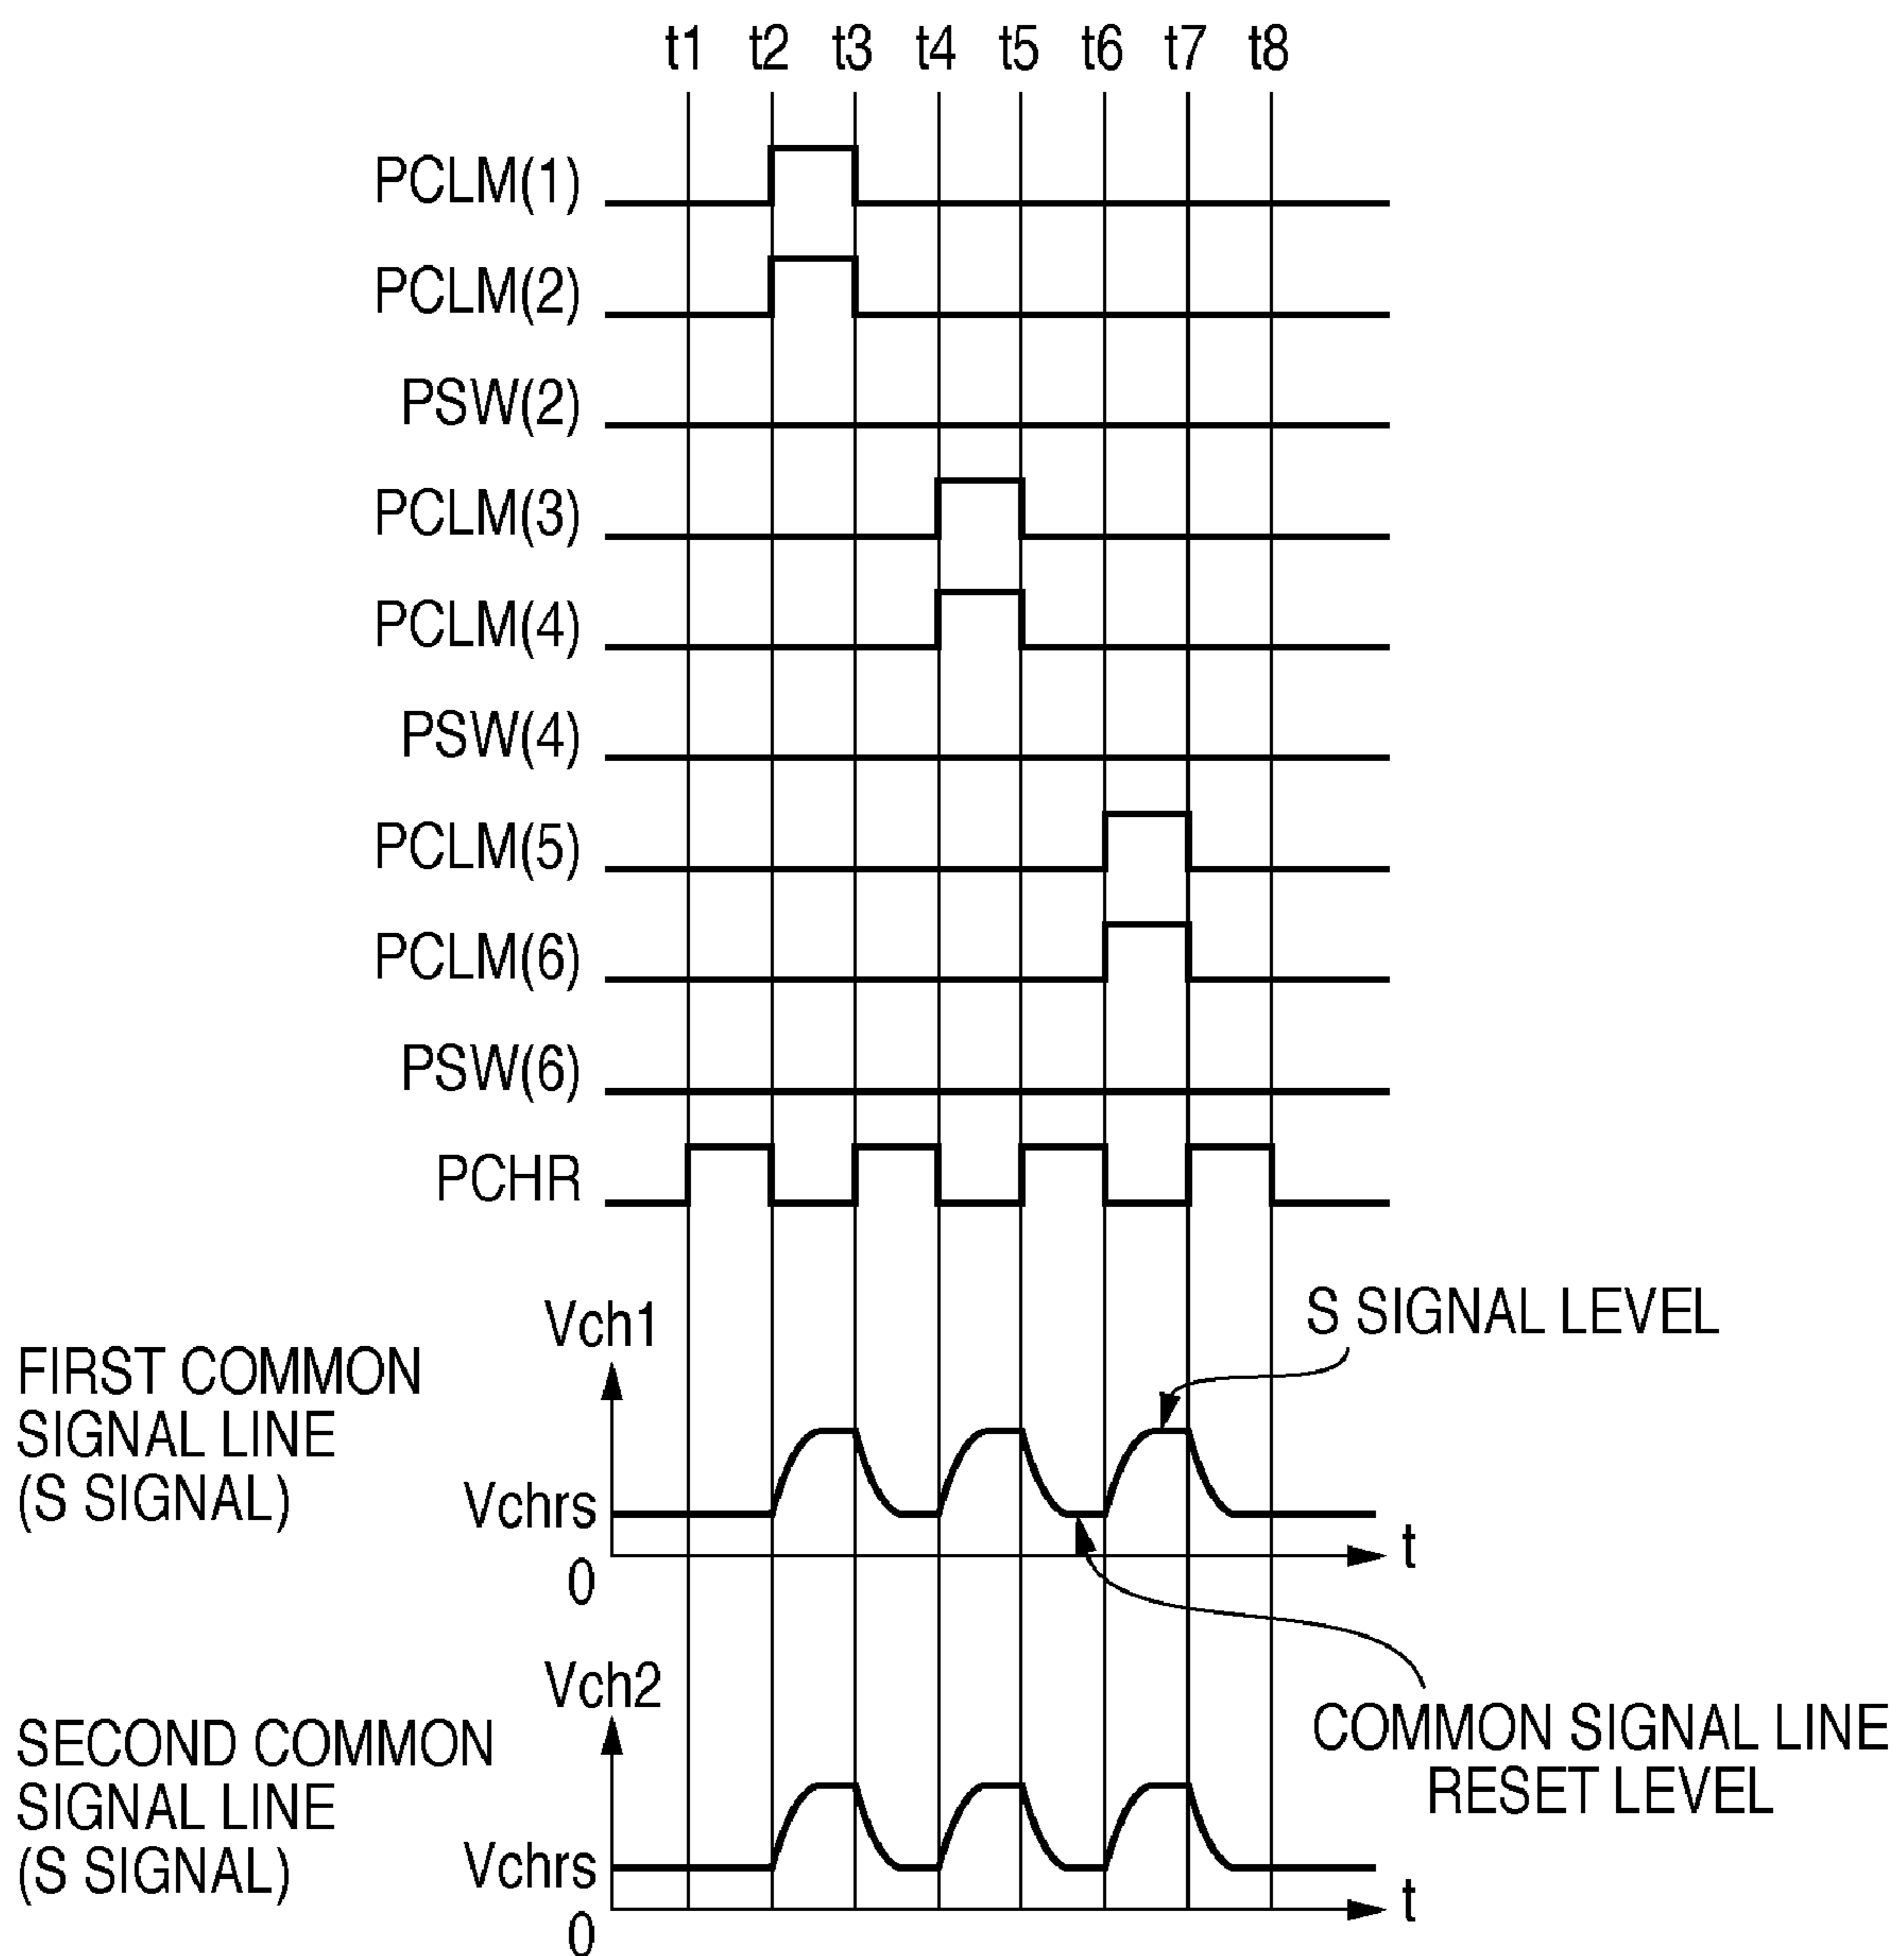 t1 t2 t3 t4 t5 t6 t7 t8
PCLM(1)
PCLM(2)
PSW(2)
PCLM(3)
PCLM(4)
PSW(4)
PCLM(5)
PCLM(6)
PSW(6)
PCHR
S SIGNAL LEVEL
Vch1
FIRST COMMON
SIGNAL LINE
(S SIGNAL)
Vchrs
t
0
Vch2
COMMON SIGNAL LINE
RESET LEVEL
SECOND COMMON
SIGNAL LINE
(S SIGNAL)
Vchrs
t
0